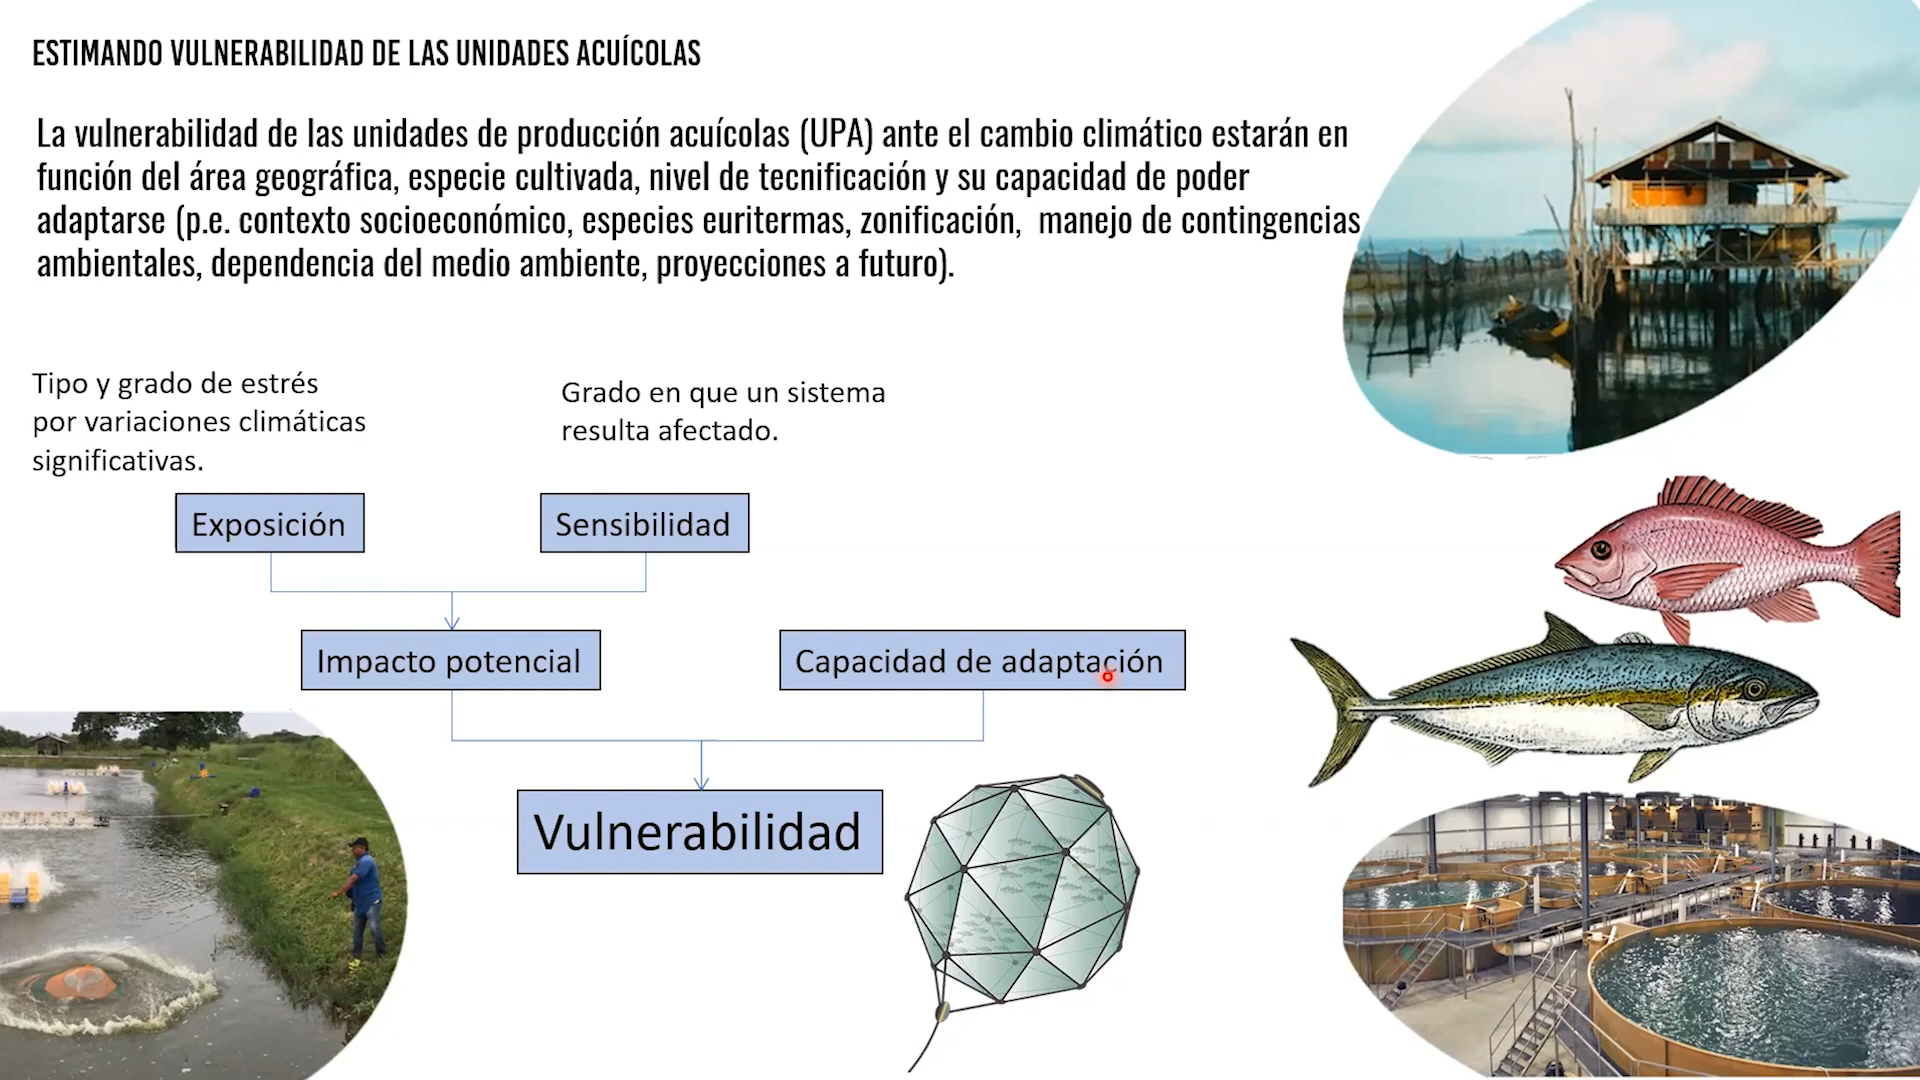 ESTIMANDO VULNERABILIDAD DE LAS UNIDADES ACUÍCOLAS
La vulnerabilidad de las unidades de producción acuícolas (UPA) ante el cambio climático estarán en
función del área geográfica, especie cultivada, nivel de tecnificación y su capacidad de poder
adaptarse (p.e. contexto socioeconómico, especies euritermas, zonificación,  manejo de contingencias
ambientales, dependencia del medio ambiente, proyecciones a futuro).
Tipo y grado de estrés
por variaciones climáticas
significativas.
Grado en que un sistema
resulta afectado.
Exposición
Sensibilidad
Impacto potencial
Capacidad de adaptación
Vulnerabilidad